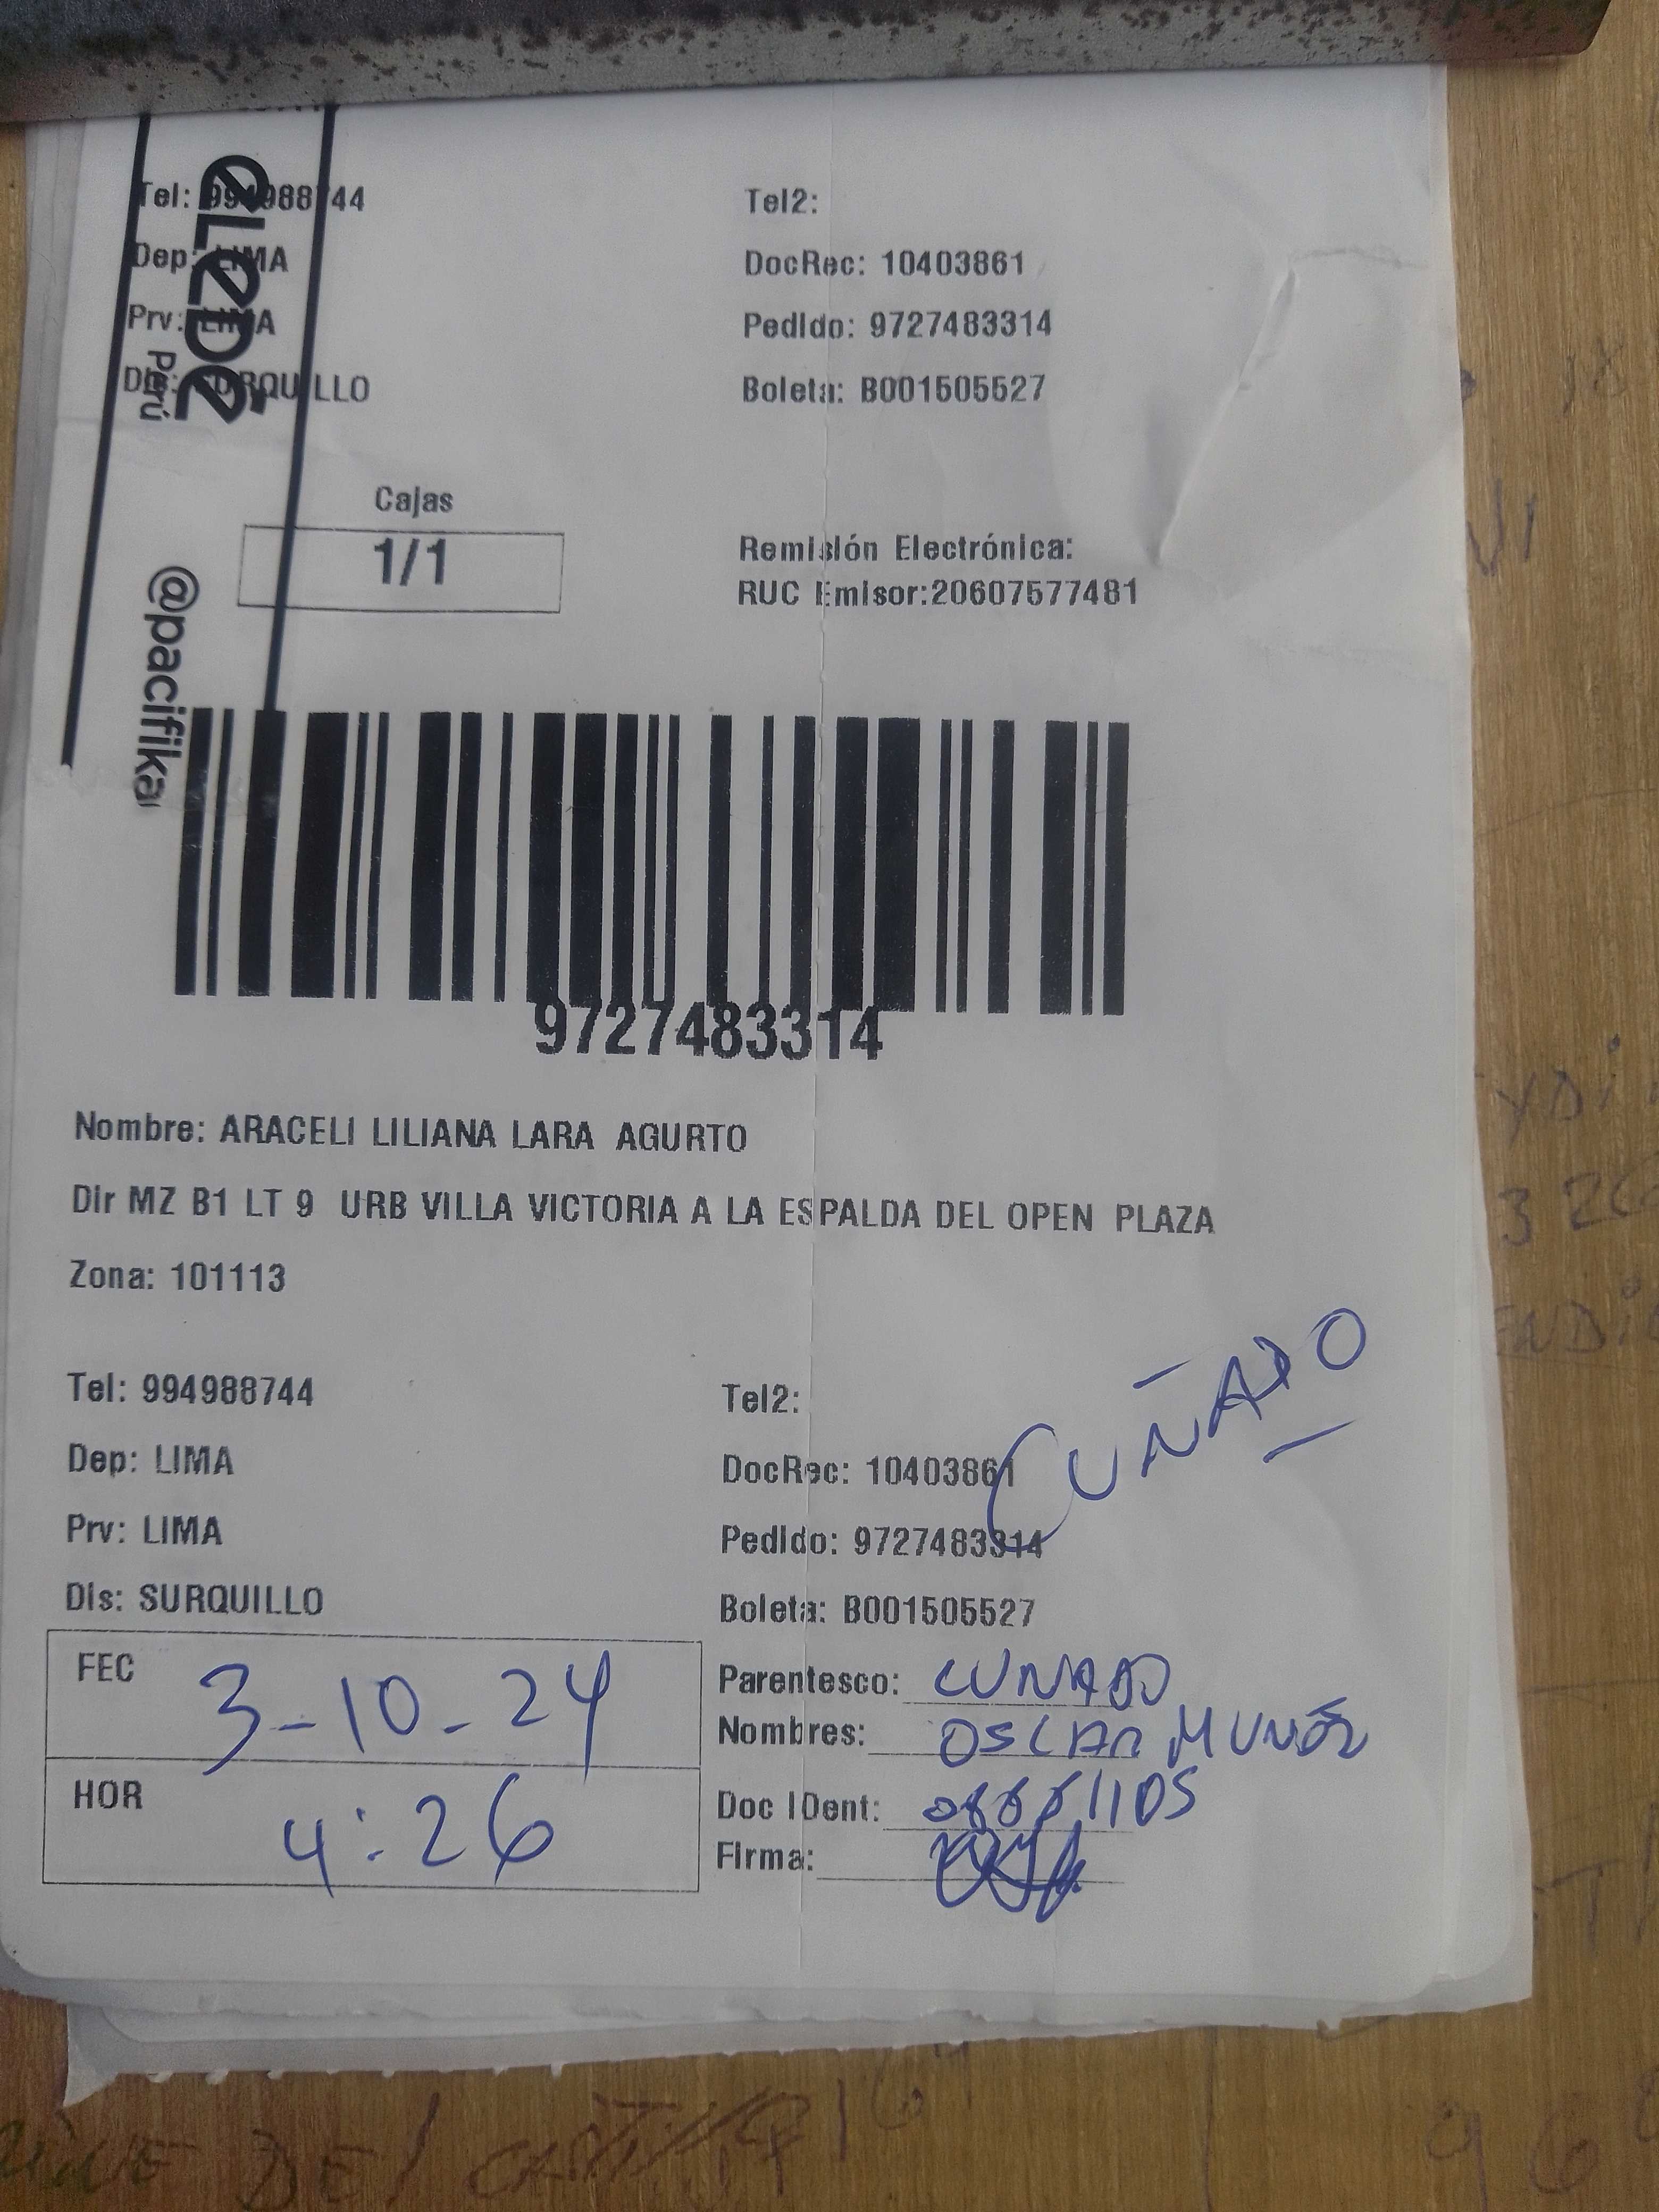 eLeDe
Perú
@pacifika
Tel: 994988744 Tel2:
Dep: LIMA DocRec: 10403861
Prv: LIMA Pedido: 9727483314
Dis: SURQUILLO Boleta: B001505527
Cajas
1/1
Remisión Electrónica:
RUC Emisor:20607577481
9727483314
Nombre: ARACELI LILIANA LARA AGURTO
Dir MZ B1 LT 9 URB VILLA VICTORIA A LA ESPALDA DEL OPEN PLAZA
Zona: 101113
CUÑADO
Tel: 994988744 Tel2:
Dep: LIMA DocRec: 10403861
Prv: LIMA Pedido: 9727483314
Dis: SURQUILLO Boleta: B001505527
FEC 3-10-24
HOR 4:26
Parentesco: CUNADO
Nombres: OSCAR MUÑOZ
Doc IDent:
Firma: